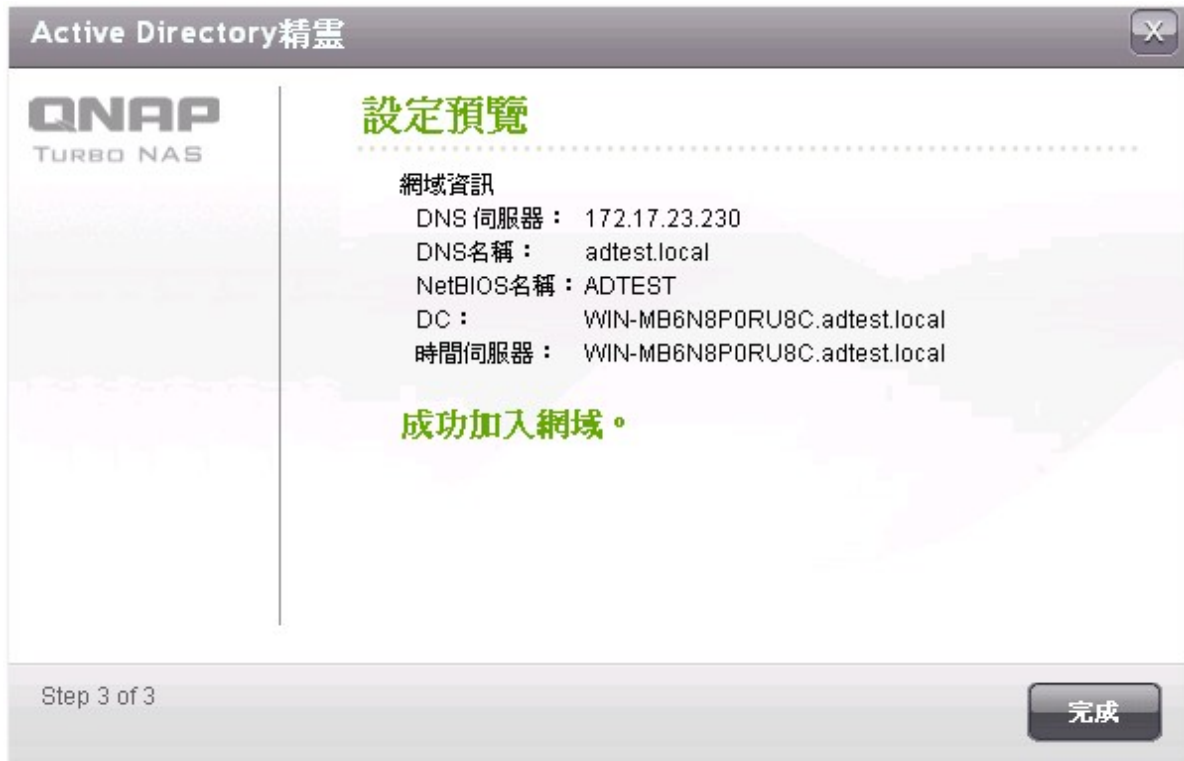 Active Directory精靈
X
QNAP
TURBO NAS
設定預覽
網域資訊
DNS 伺服器： 172.17.23.230
DNS名稱： adtest.local
NetBIOS名稱： ADTEST
DC： WIN-MB6N8P0RU8C.adtest.local
時間伺服器： WIN-MB6N8P0RU8C.adtest.local
成功加入網域。
Step 3 of 3
完成